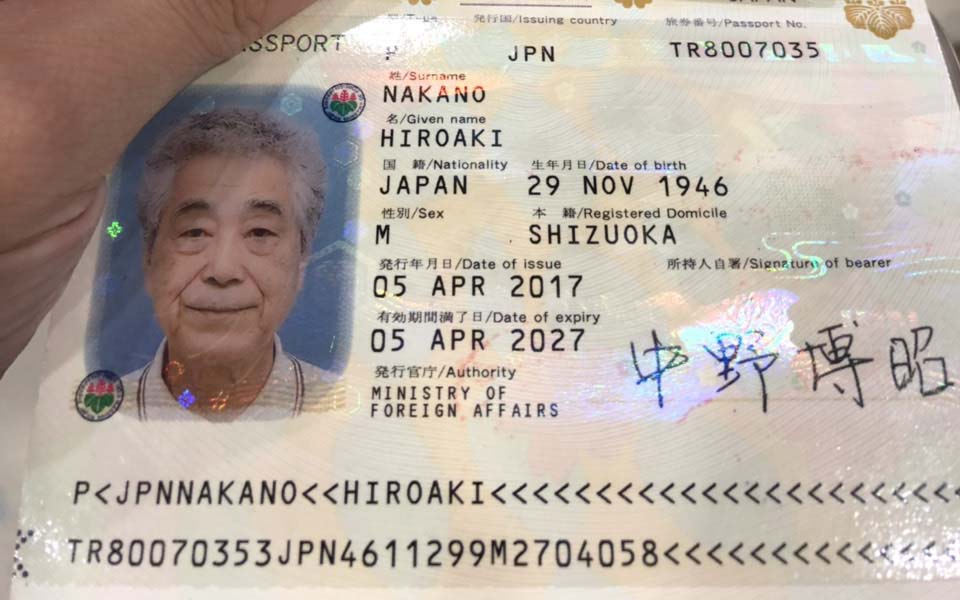 発行国/Issuing country 旅券番号/Passport No.
PASSPORT P JPN TR8007035
姓/Surname
NAKANO
名/Given name
HIROAKI
国 籍/Nationality 生年月日/Date of birth
JAPAN 29 NOV 1946
性別/Sex 本 籍/Registered Domicile
M SHIZUOKA
発行年月日/Date of issue 所持人自署/Signature of bearer
05 APR 2017
有効期間満了日/Date of expiry
05 APR 2027
中野博昭
発行官庁/Authority
MINISTRY OF
FOREIGN AFFAIRS
P<JPNNAKANO<<HIROAKI<<<<<<<<<<<<<<<<<<<<<
TR80070353JPN4611299M2704058<<<<<<<<<<<<<